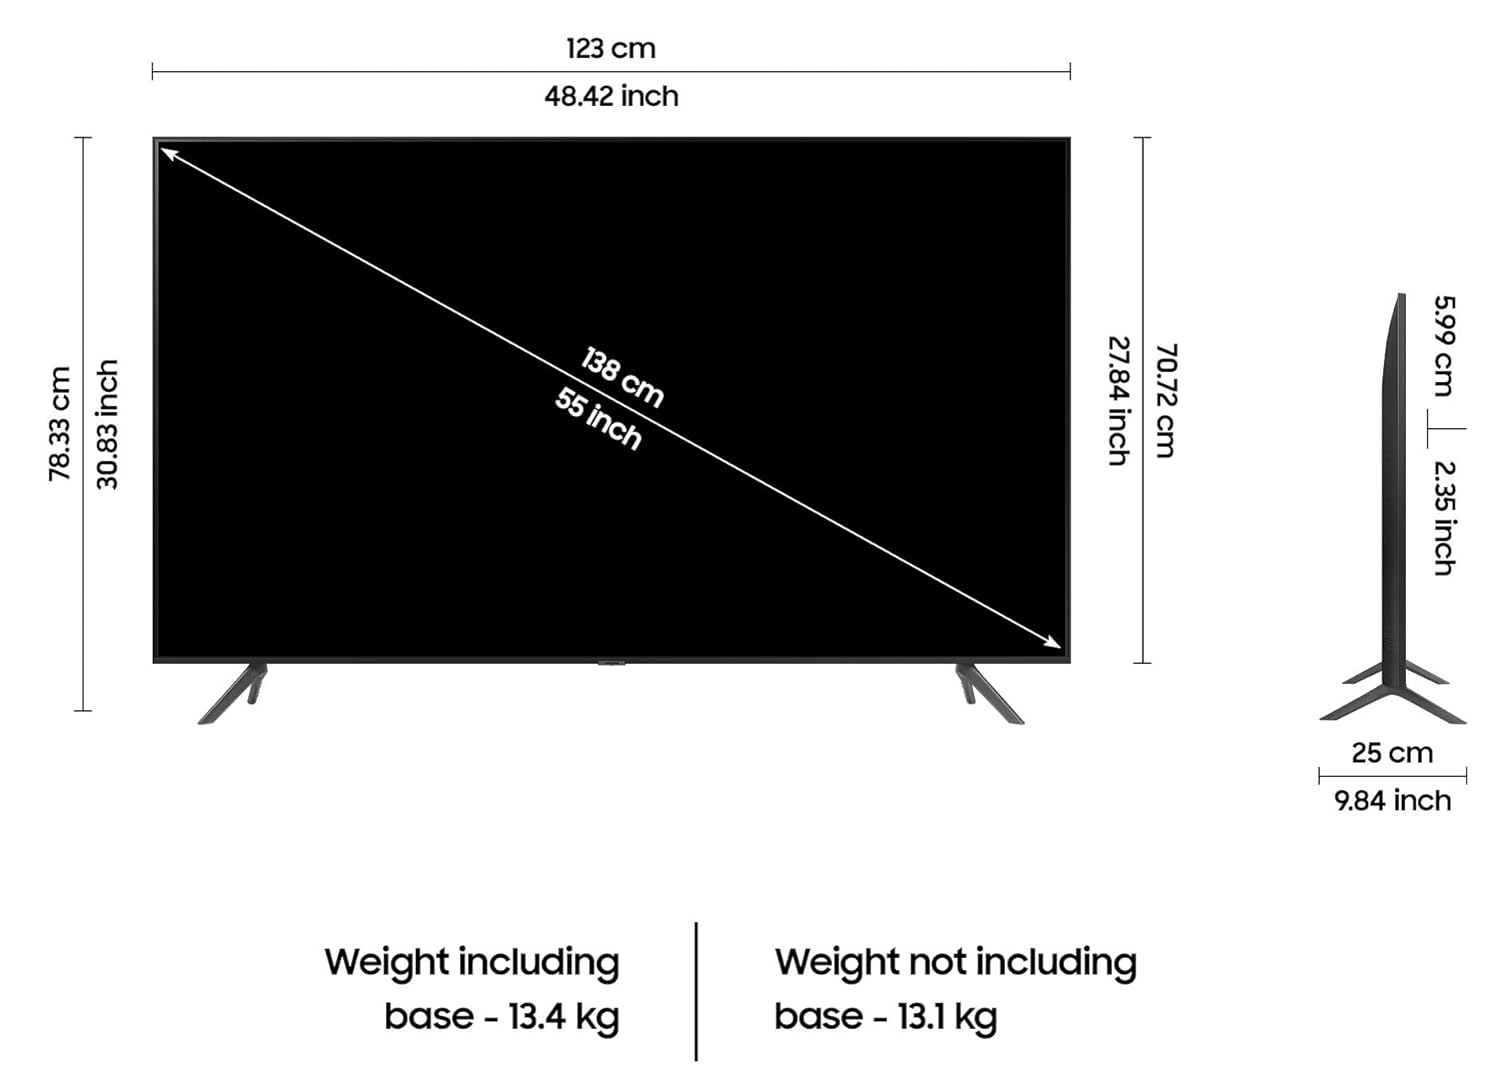 123 cm
48.42 inch
78.33 cm
30.83 inch
138 cm
55 inch
27.84 inch
70.72 cm
5.99 cm
2.35 inch
25 cm
9.84 inch
Weight including
base - 13.4 kg
Weight not including
base - 13.1 kg